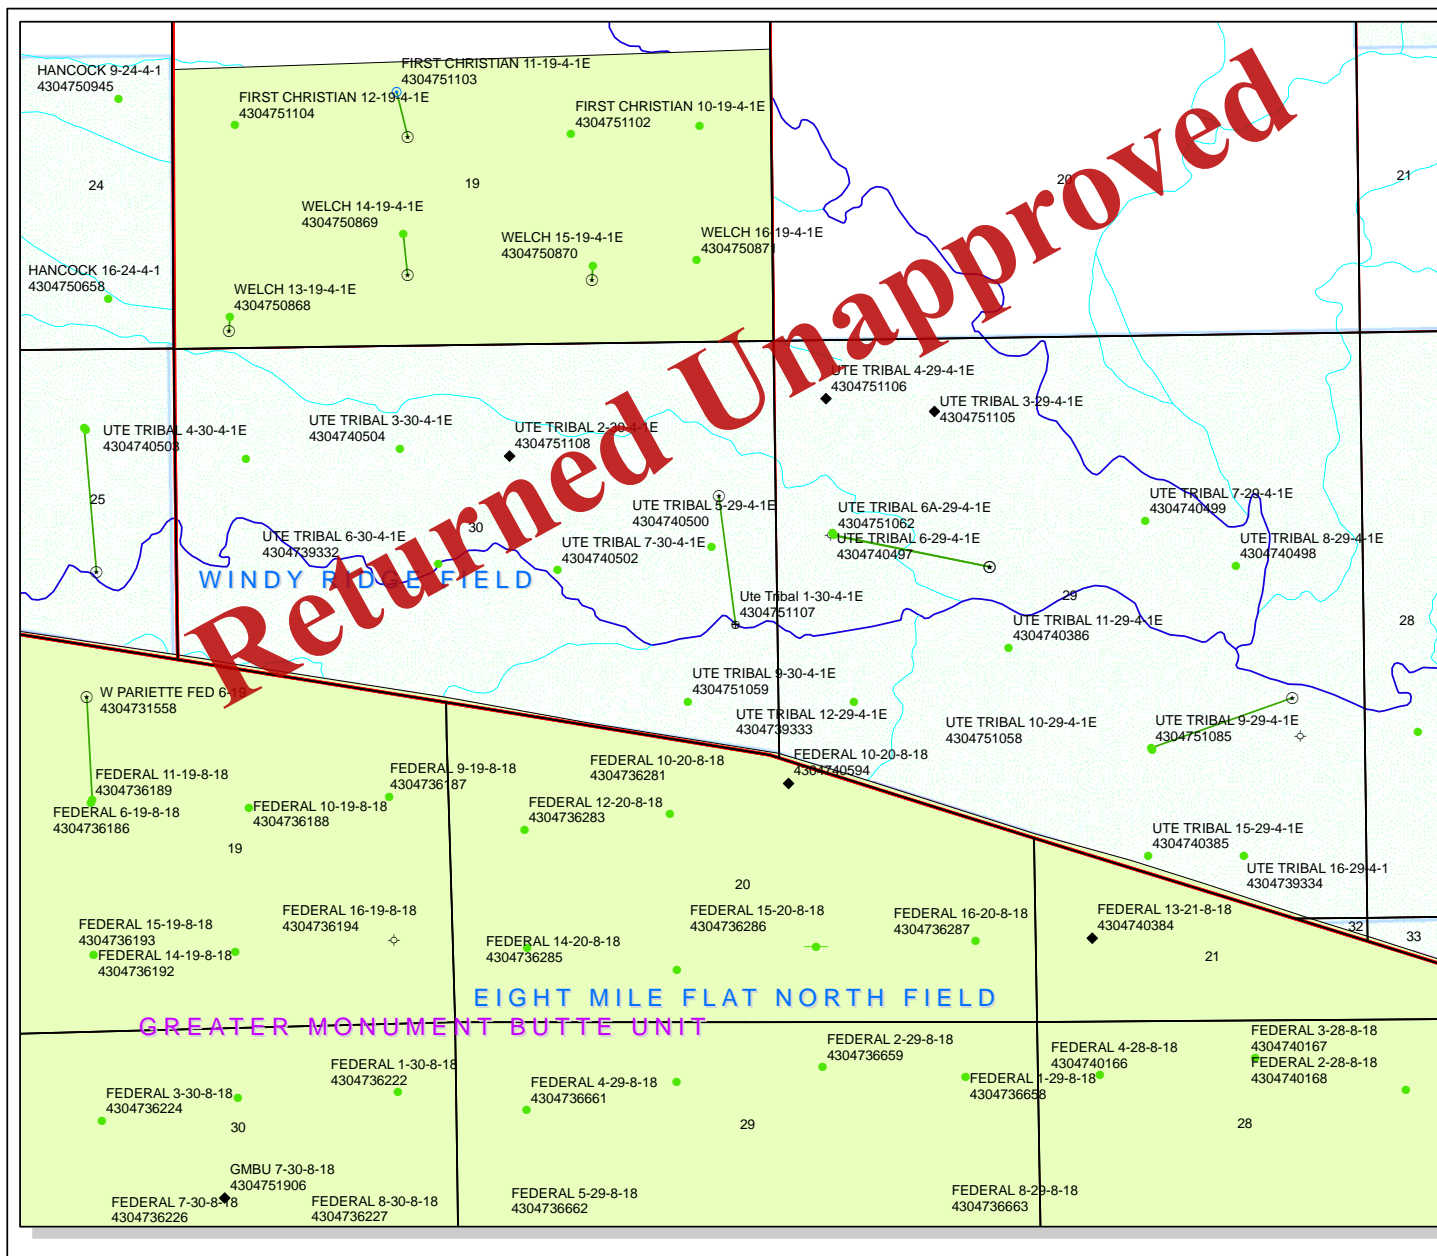 HANCOCK 9-24-4-1
4304750945
FIRST CHRISTIAN 11-19-4-1E
4304751103
FIRST CHRISTIAN 12-19-4-1E
4304751104
FIRST CHRISTIAN 10-19-4-1E
4304751102
24
19
20
21
WELCH 14-19-4-1E
4304750869
WELCH 15-19-4-1E
4304750870
WELCH 16-19-4-1E
4304750871
HANCOCK 16-24-4-1
4304750658
WELCH 13-19-4-1E
4304750868
Returned Unapproved
UTE TRIBAL 4-29-4-1E
4304751106
UTE TRIBAL 3-29-4-1E
4304751105
UTE TRIBAL 4-30-4-1E
4304740503
UTE TRIBAL 3-30-4-1E
4304740504
UTE TRIBAL 2-30-4-1E
4304751108
25
30
UTE TRIBAL 5-29-4-1E
4304740500
UTE TRIBAL 6A-29-4-1E
4304751062
UTE TRIBAL 6-29-4-1E
4304740497
UTE TRIBAL 7-29-4-1E
4304740499
UTE TRIBAL 8-29-4-1E
4304740498
UTE TRIBAL 6-30-4-1E
4304739332
UTE TRIBAL 7-30-4-1E
4304740502
WINDY RIDGE FIELD
Ute Tribal 1-30-4-1E
4304751107
29
28
UTE TRIBAL 11-29-4-1E
4304740386
UTE TRIBAL 9-30-4-1E
4304751059
W PARIETTE FED 6-19
4304731558
UTE TRIBAL 12-29-4-1E
4304739333
UTE TRIBAL 10-29-4-1E
4304751058
UTE TRIBAL 9-29-4-1E
4304751085
FEDERAL 10-20-8-18
4304740594
FEDERAL 10-20-8-18
4304736281
FEDERAL 9-19-8-18
4304736187
FEDERAL 11-19-8-18
4304736189
FEDERAL 6-19-8-18
4304736186
FEDERAL 10-19-8-18
4304736188
FEDERAL 12-20-8-18
4304736283
19
20
UTE TRIBAL 15-29-4-1E
4304740385
UTE TRIBAL 16-29-4-1
4304739334
FEDERAL 15-19-8-18
4304736193
FEDERAL 14-19-8-18
4304736192
FEDERAL 16-19-8-18
4304736194
FEDERAL 14-20-8-18
4304736285
FEDERAL 15-20-8-18
4304736286
FEDERAL 16-20-8-18
4304736287
FEDERAL 13-21-8-18
4304740384
32
33
21
EIGHT MILE FLAT NORTH FIELD
GREATER MONUMENT BUTTE UNIT
FEDERAL 3-30-8-18
4304736224
FEDERAL 1-30-8-18
4304736222
FEDERAL 4-29-8-18
4304736661
FEDERAL 2-29-8-18
4304736659
FEDERAL 1-29-8-18
4304736658
FEDERAL 4-28-8-18
4304740166
FEDERAL 3-28-8-18
4304740167
FEDERAL 2-28-8-18
4304740168
30
29
28
GMBU 7-30-8-18
4304751906
FEDERAL 7-30-8-18
4304736226
FEDERAL 8-30-8-18
4304736227
FEDERAL 5-29-8-18
4304736662
FEDERAL 8-29-8-18
4304736663